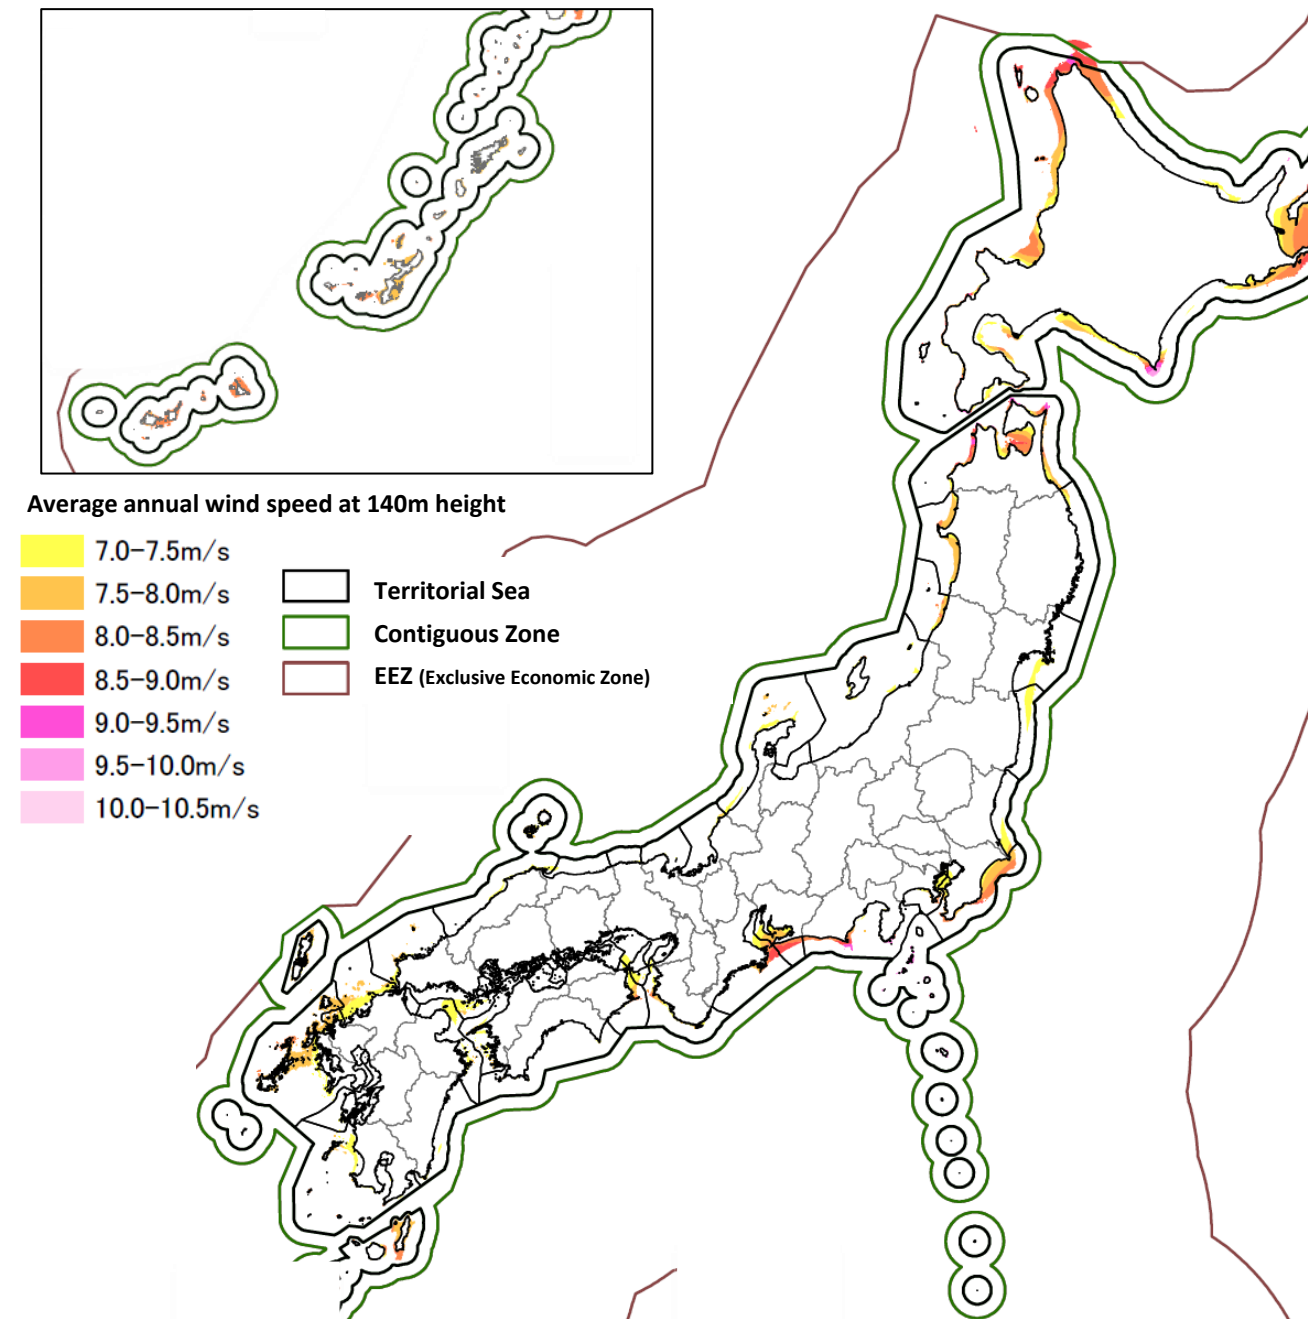 Average annual wind speed at 140m height
7.0-7.5m/s
7.5-8.0m/s
8.0-8.5m/s
8.5-9.0m/s
9.0-9.5m/s
9.5-10.0m/s
10.0-10.5m/s
Territorial Sea
Contiguous Zone
EEZ (Exclusive Economic Zone)